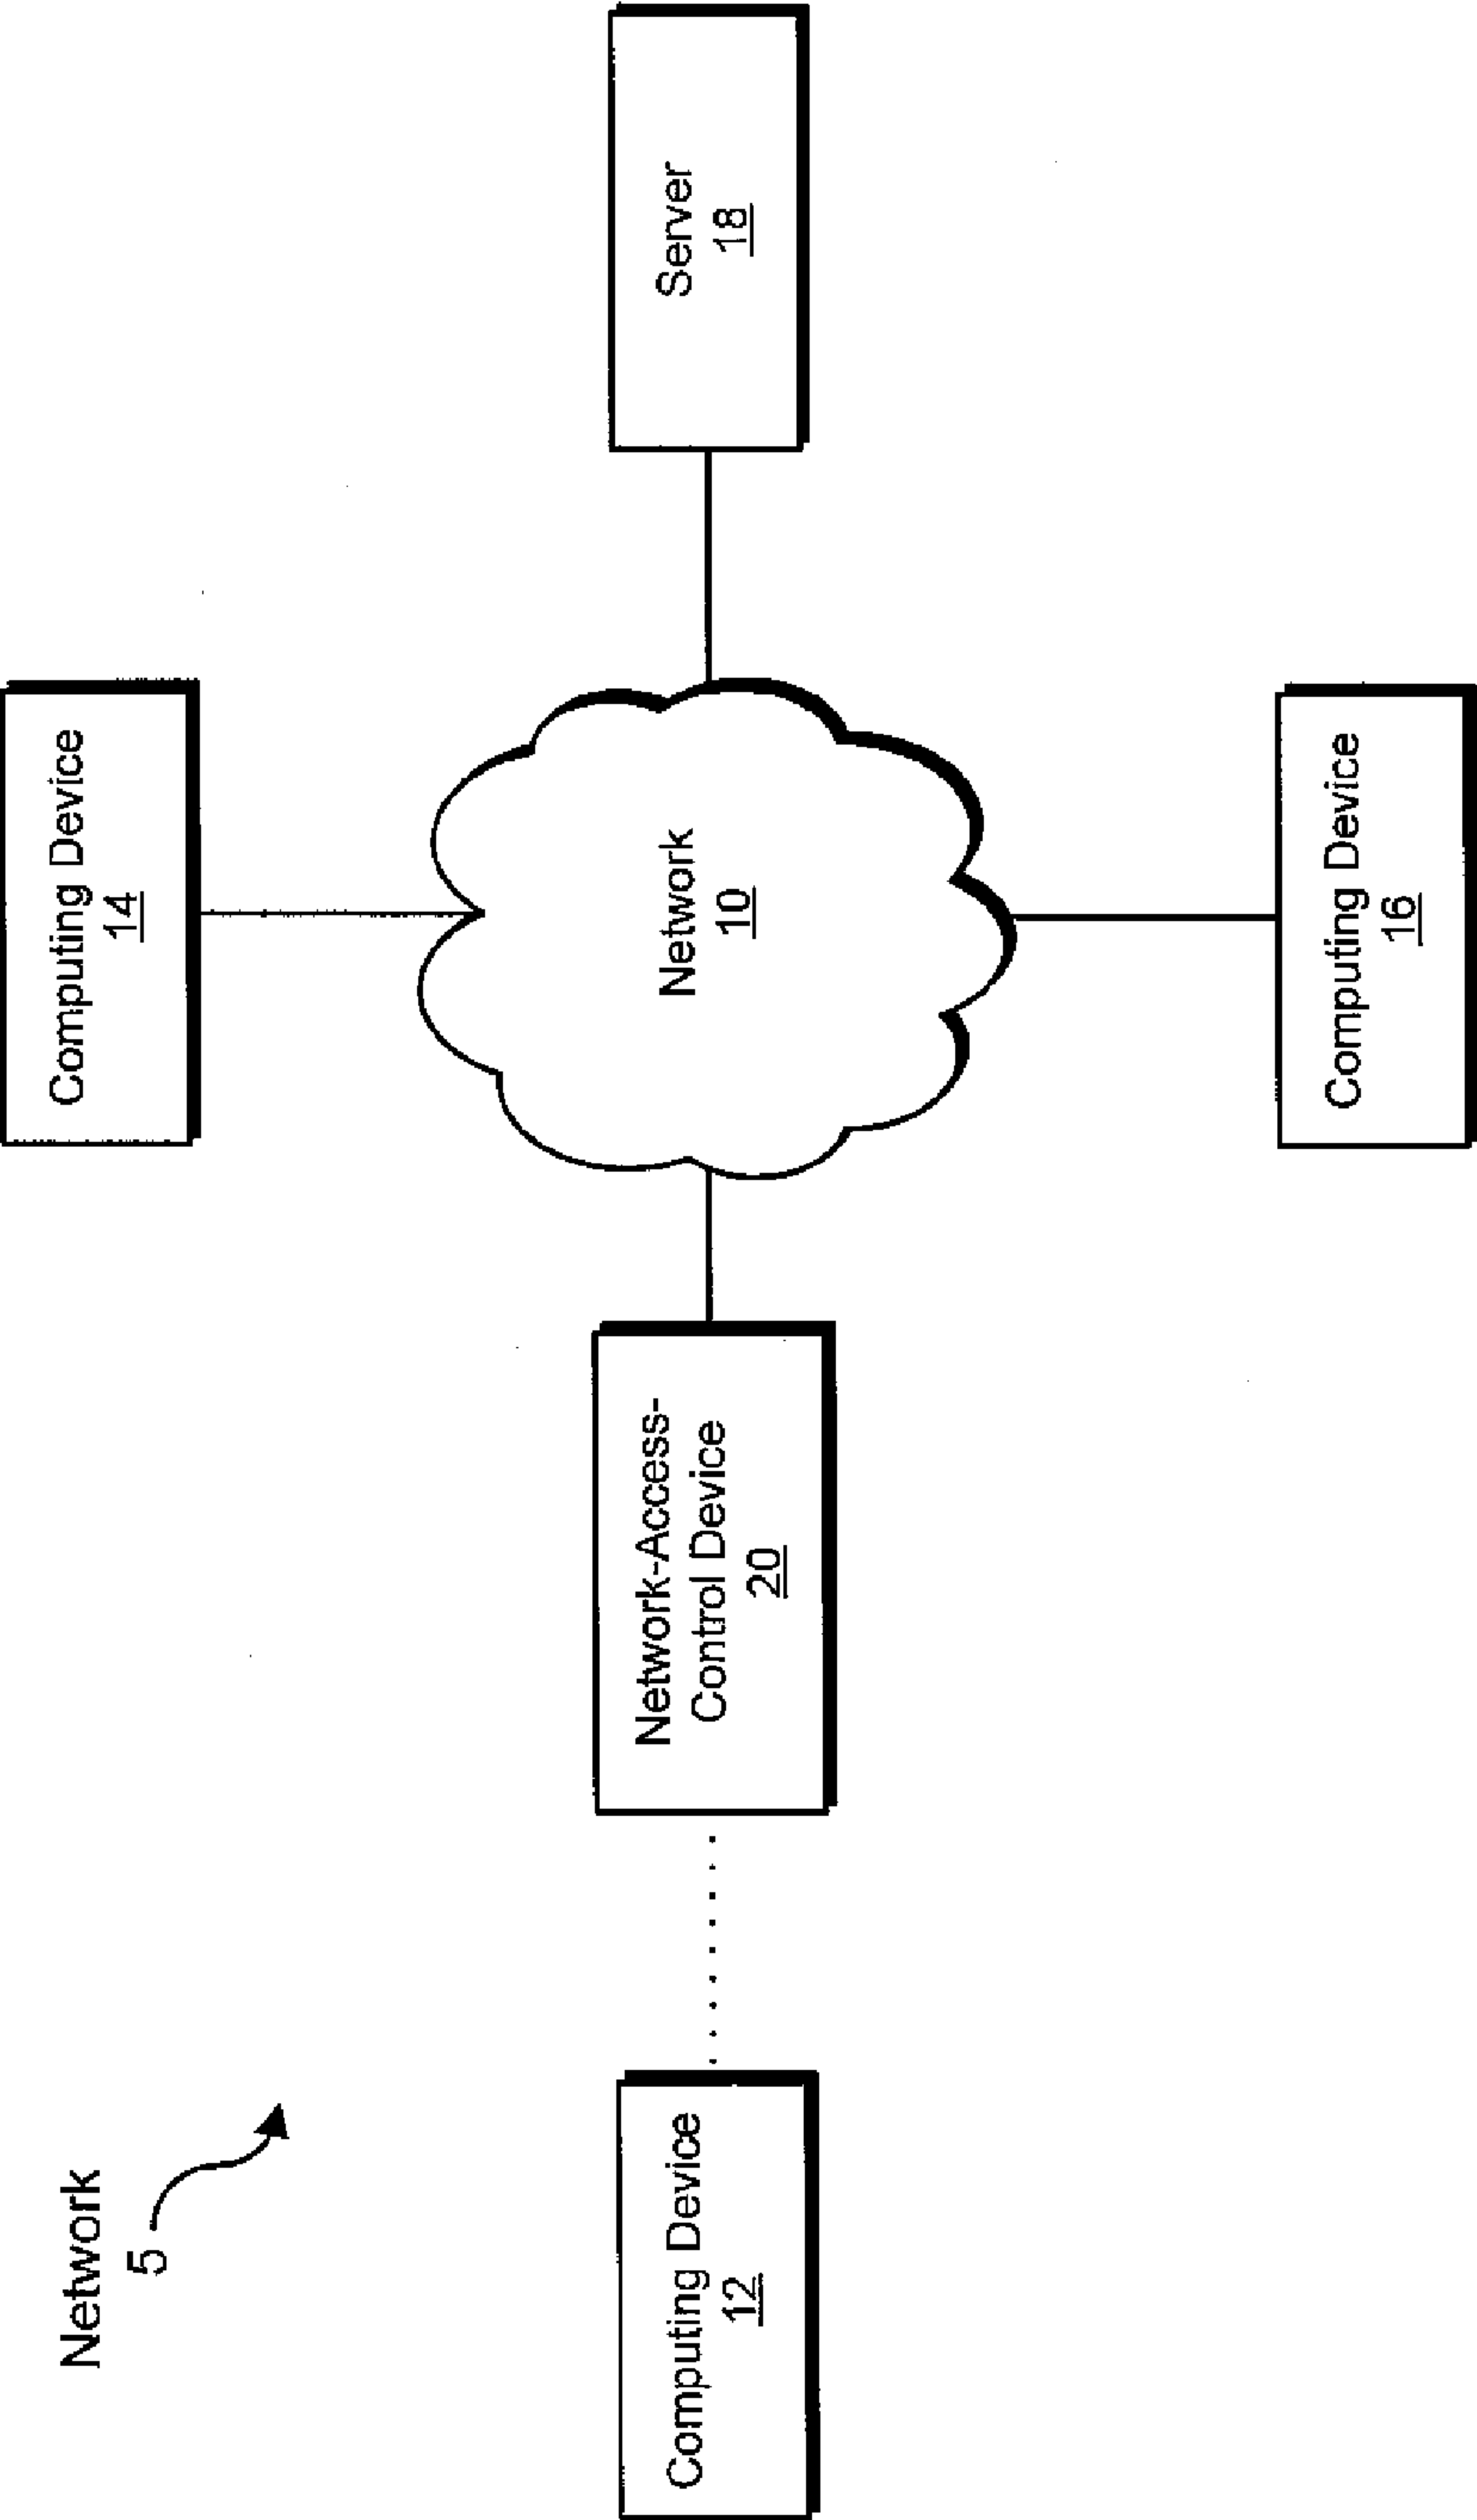 Network
5
Computing Device
14
Computing Device
12
Network-Access-
Control Device
20
Network
10
Server
18
Computing Device
16